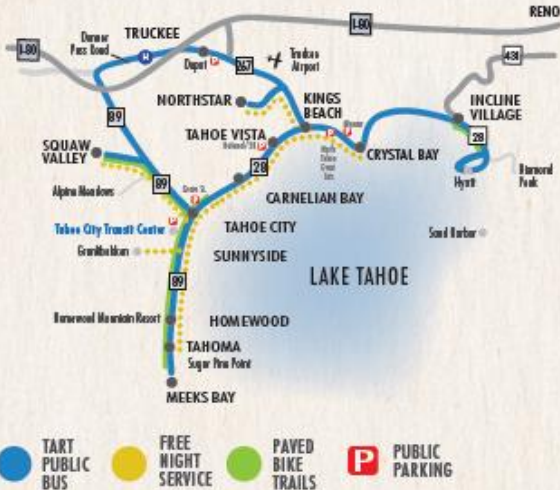 RENO
I-80
TRUCKEE
Donner
Pass Road
H
I-80
Depot P
267
Truckee
Airport
431
NORTHSTAR
KINGS
BEACH
INCLINE
VILLAGE
89
TAHOE VISTA
P
P
P
28
SQUAW
VALLEY
CRYSTAL BAY
28
Hyatt
Diamond
Peak
89
Alpine Meadows
CARNELIAN BAY
P
P
Tahoe City Transit Center
TAHOE CITY
Sand Harbor
Granlibakken
SUNNYSIDE
LAKE TAHOE
89
Homewood Mountain Resort
HOMEWOOD
TAHOMA
Sugar Pine Point
MEEKS BAY
TART
PUBLIC
BUS
FREE
NIGHT
SERVICE
PAVED
BIKE
TRAILS
P
PUBLIC
PARKING